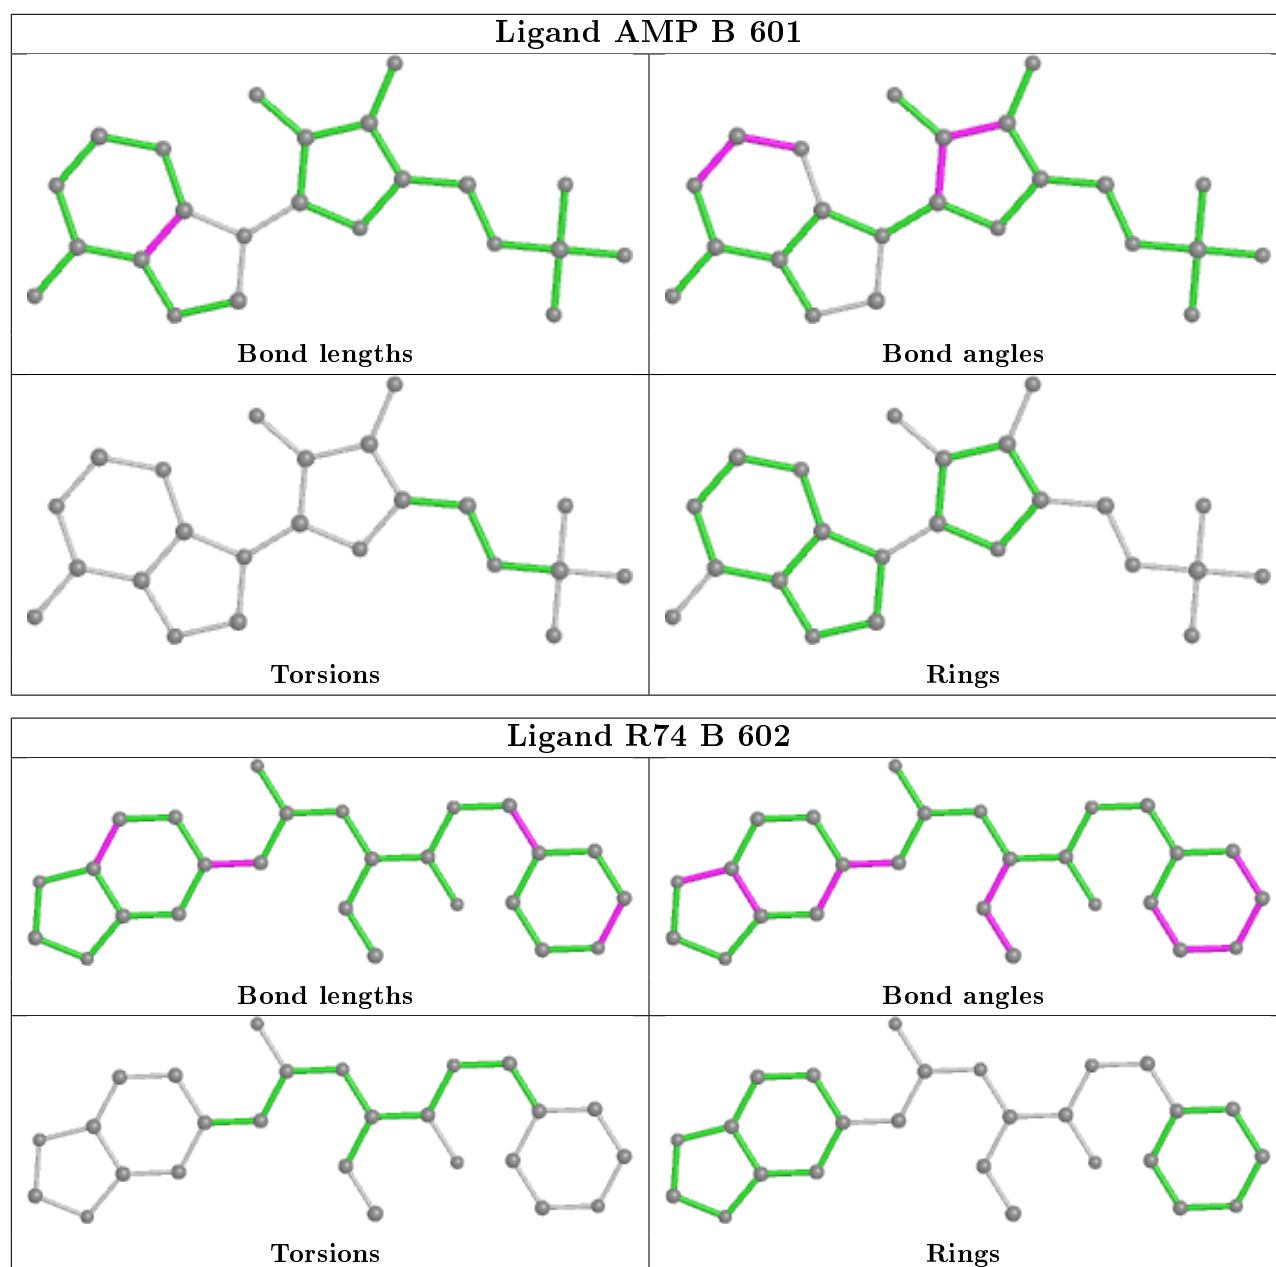 Ligand AMP B 601
Bond lengths
Bond angles
Torsions
Rings
Ligand R74 B 602
Bond lengths
Bond angles
Torsions
Rings